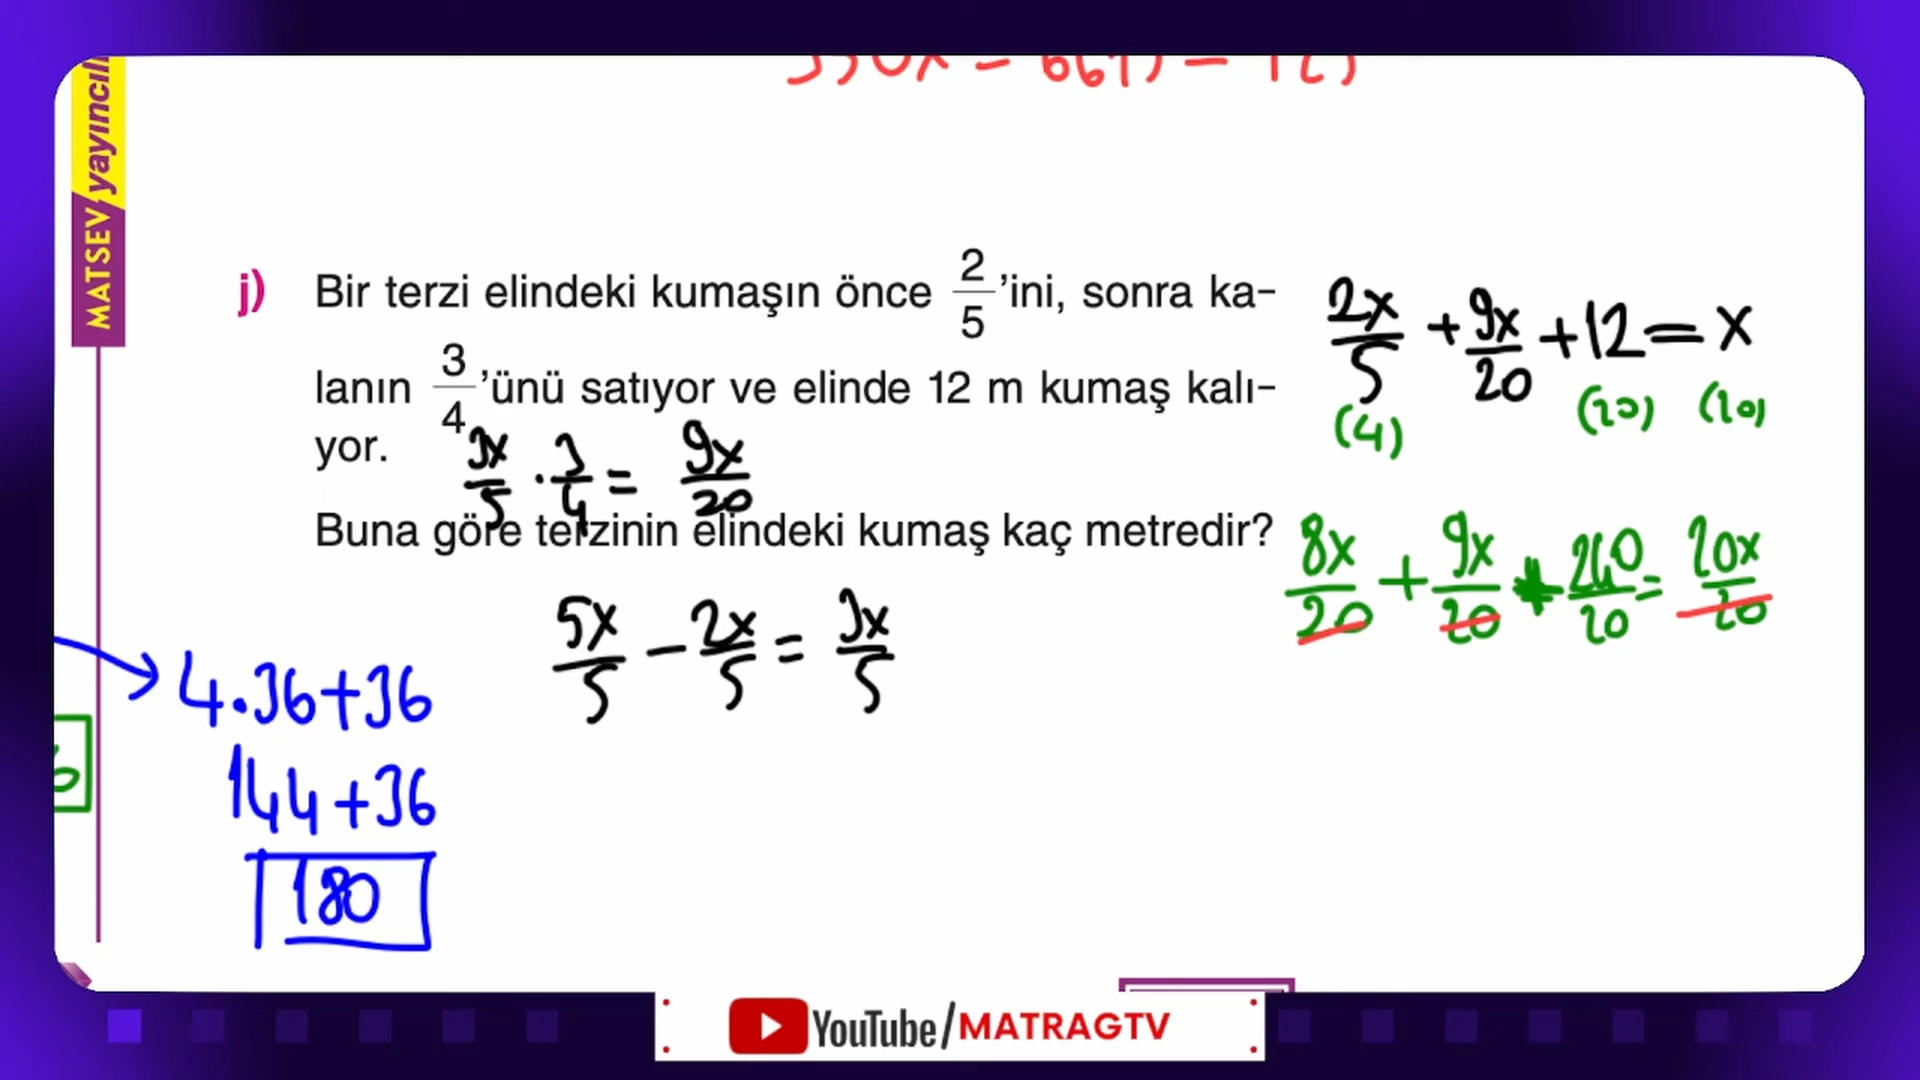 MATSEV yayıncılı
j) Bir terzi elindeki kumaşın önce 2/5'ini, sonra ka-
lanın 3/4'ünü satıyor ve elinde 12 m kumaş kalı-
yor.
3x/5 · 3/4 = 9x/20
Buna göre terzinin elindeki kumaş kaç metredir?
5x/5 - 2x/5 = 3x/5
2x/5 + 9x/20 + 12 = x
(4) (20) (20)
8x/20 + 9x/20 + 240/20 = 20x/20
4.36+36
144+36
180
6
YouTube/MATRAGTV